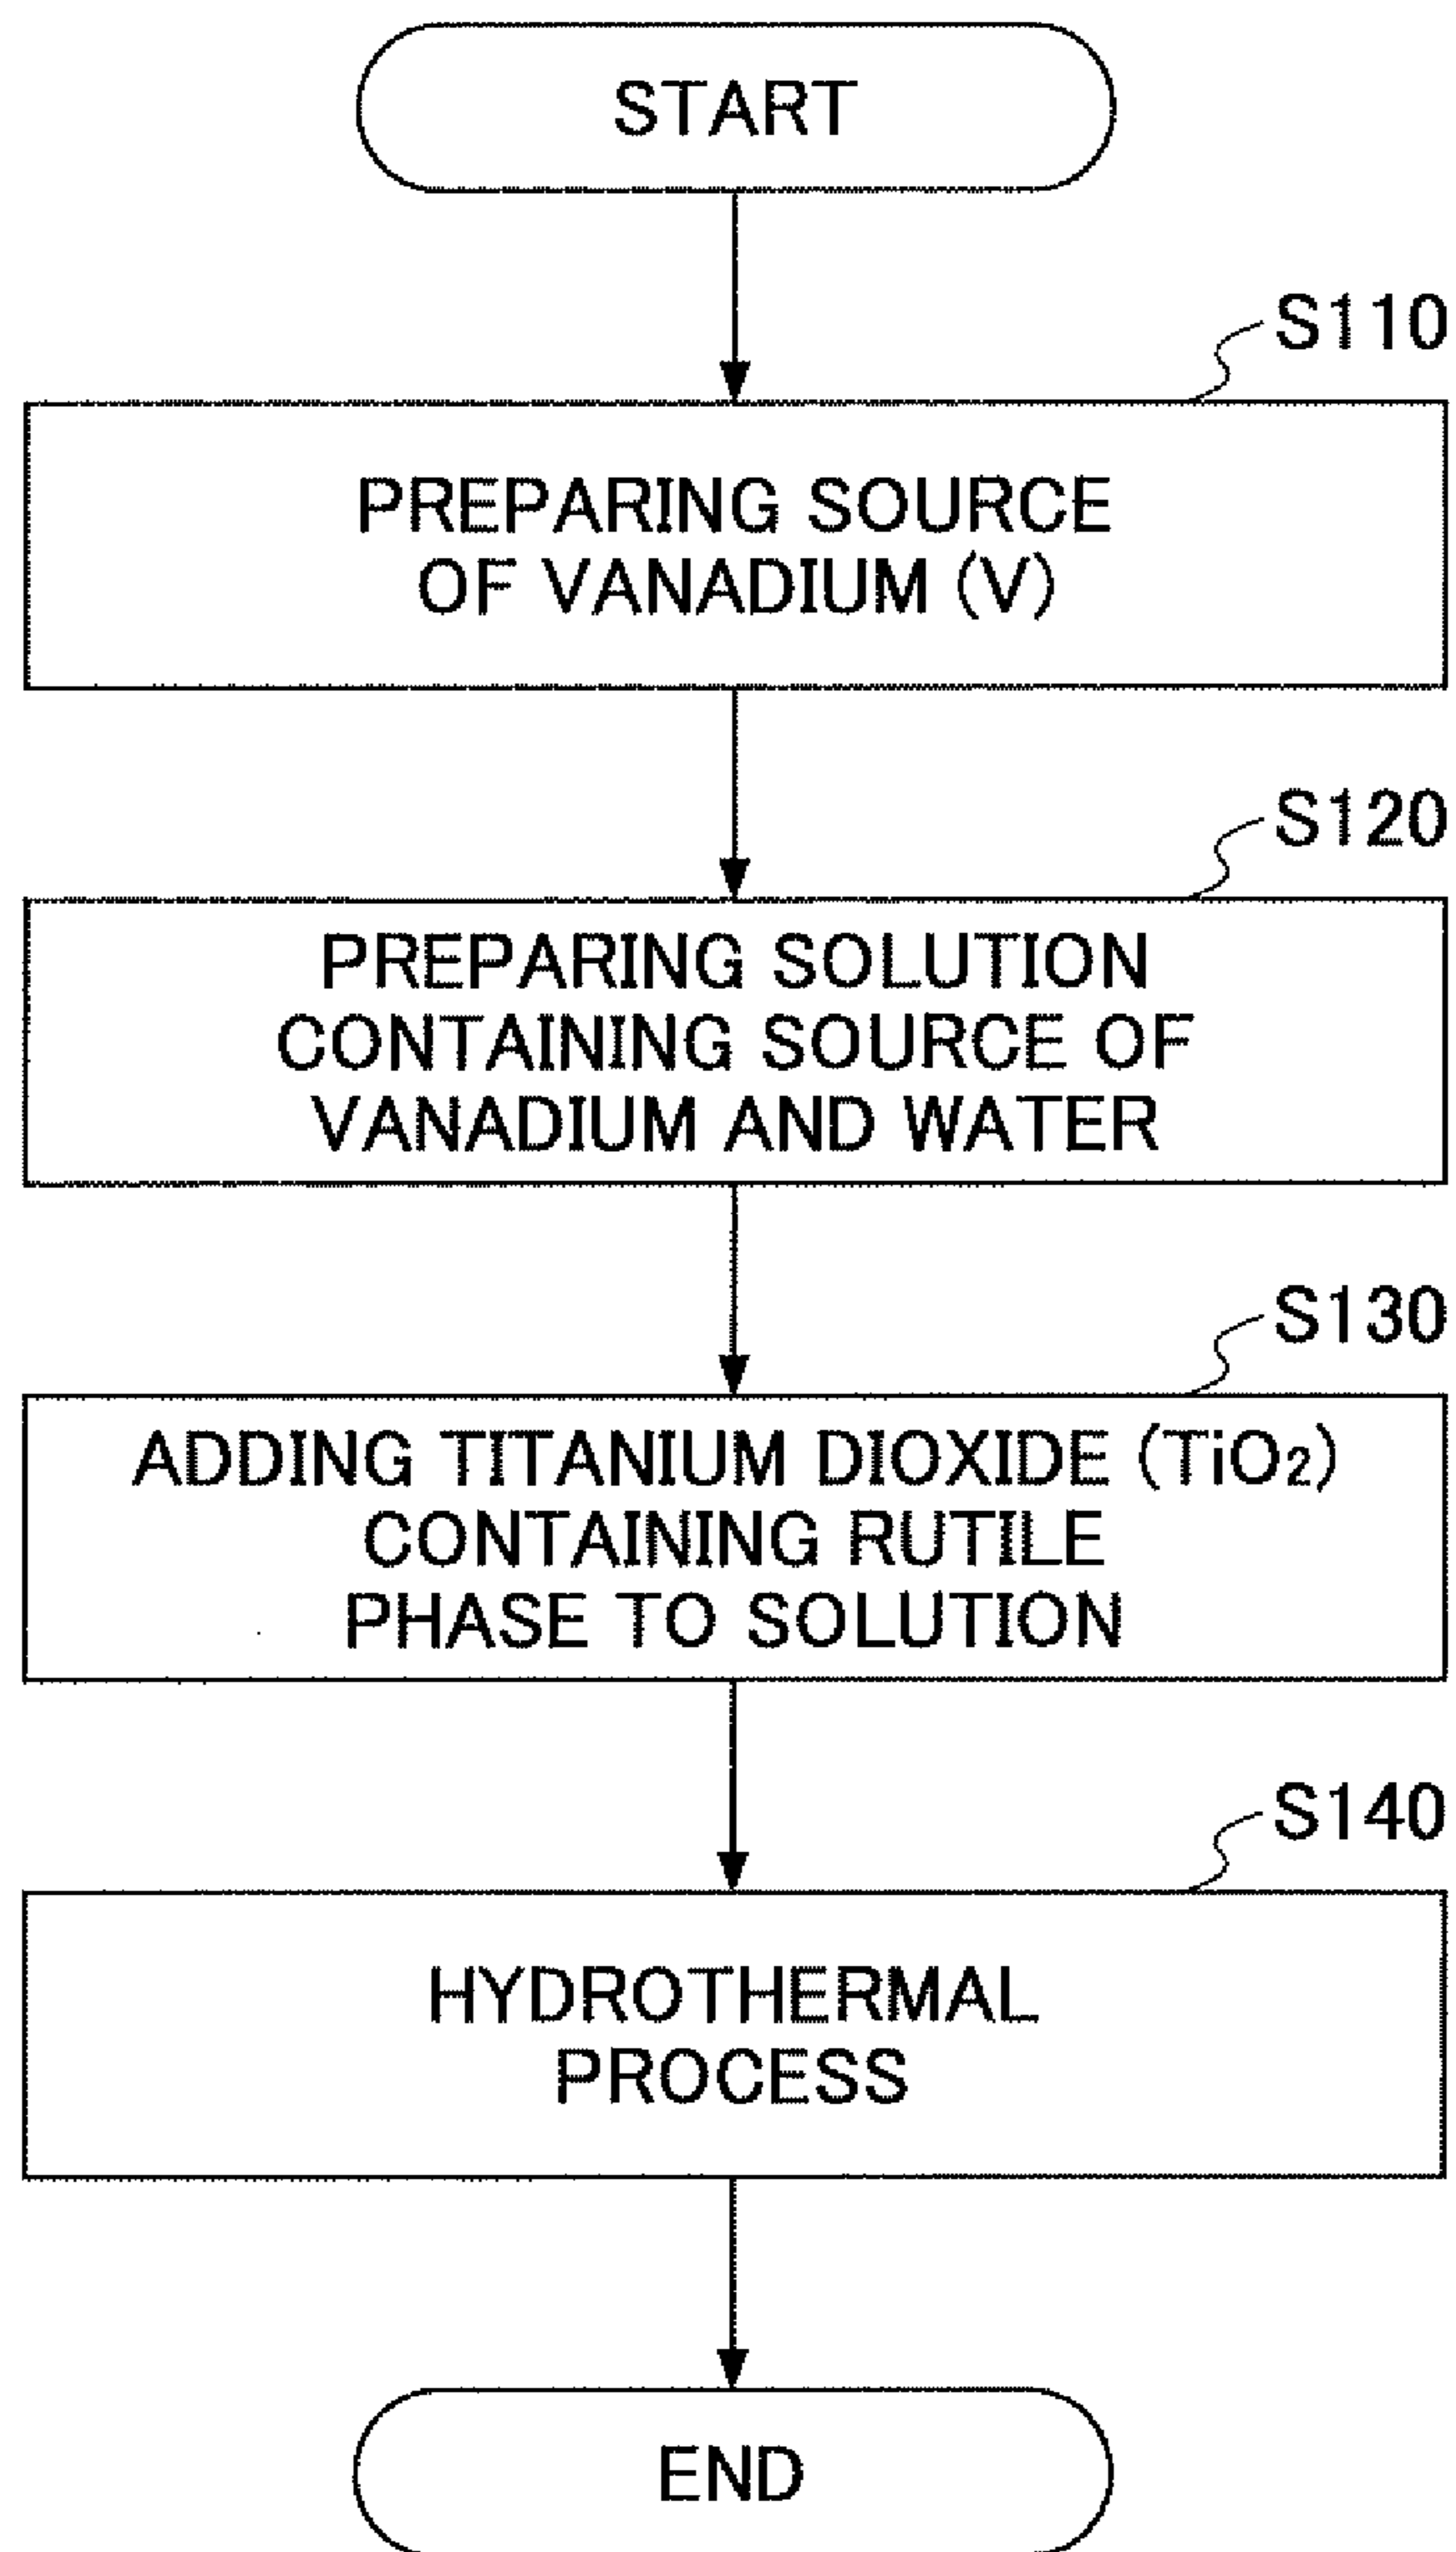 START
S110
PREPARING SOURCE
OF VANADIUM (V)
S120
PREPARING SOLUTION
CONTAINING SOURCE OF
VANADIUM AND WATER
S130
ADDING TITANIUM DIOXIDE (TiO₂)
CONTAINING RUTILE
PHASE TO SOLUTION
S140
HYDROTHERMAL
PROCESS
END